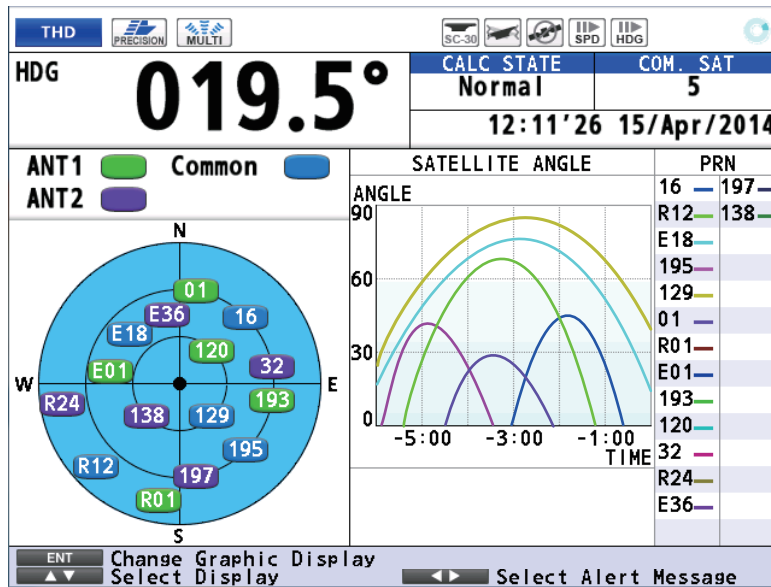 THD PRECISION MULTI SC-30 SPD HDG
HDG 019.5°
CALC STATE COM. SAT
Normal 5
12:11'26 15/Apr/2014
ANT1 Common
ANT2
N
01
E36
16
E18
120
E01
32
W
E
R24
193
138
129
195
R12
197
R01
S
SATELLITE ANGLE
ANGLE
90
60
30
0
-5:00 -3:00 -1:00
TIME
PRN
16 197
R12 138
E18
195
129
01
R01
E01
193
120
32
R24
E36
ENT Change Graphic Display
▲▼ Select Display ◀▶ Select Alert Message